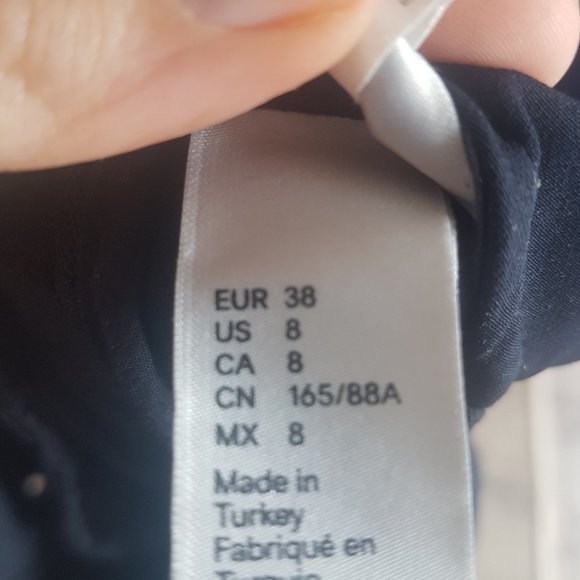 EUR 38
US 8
CA 8
CN 165/88A
MX 8
Made in
Turkey
Fabriqué en